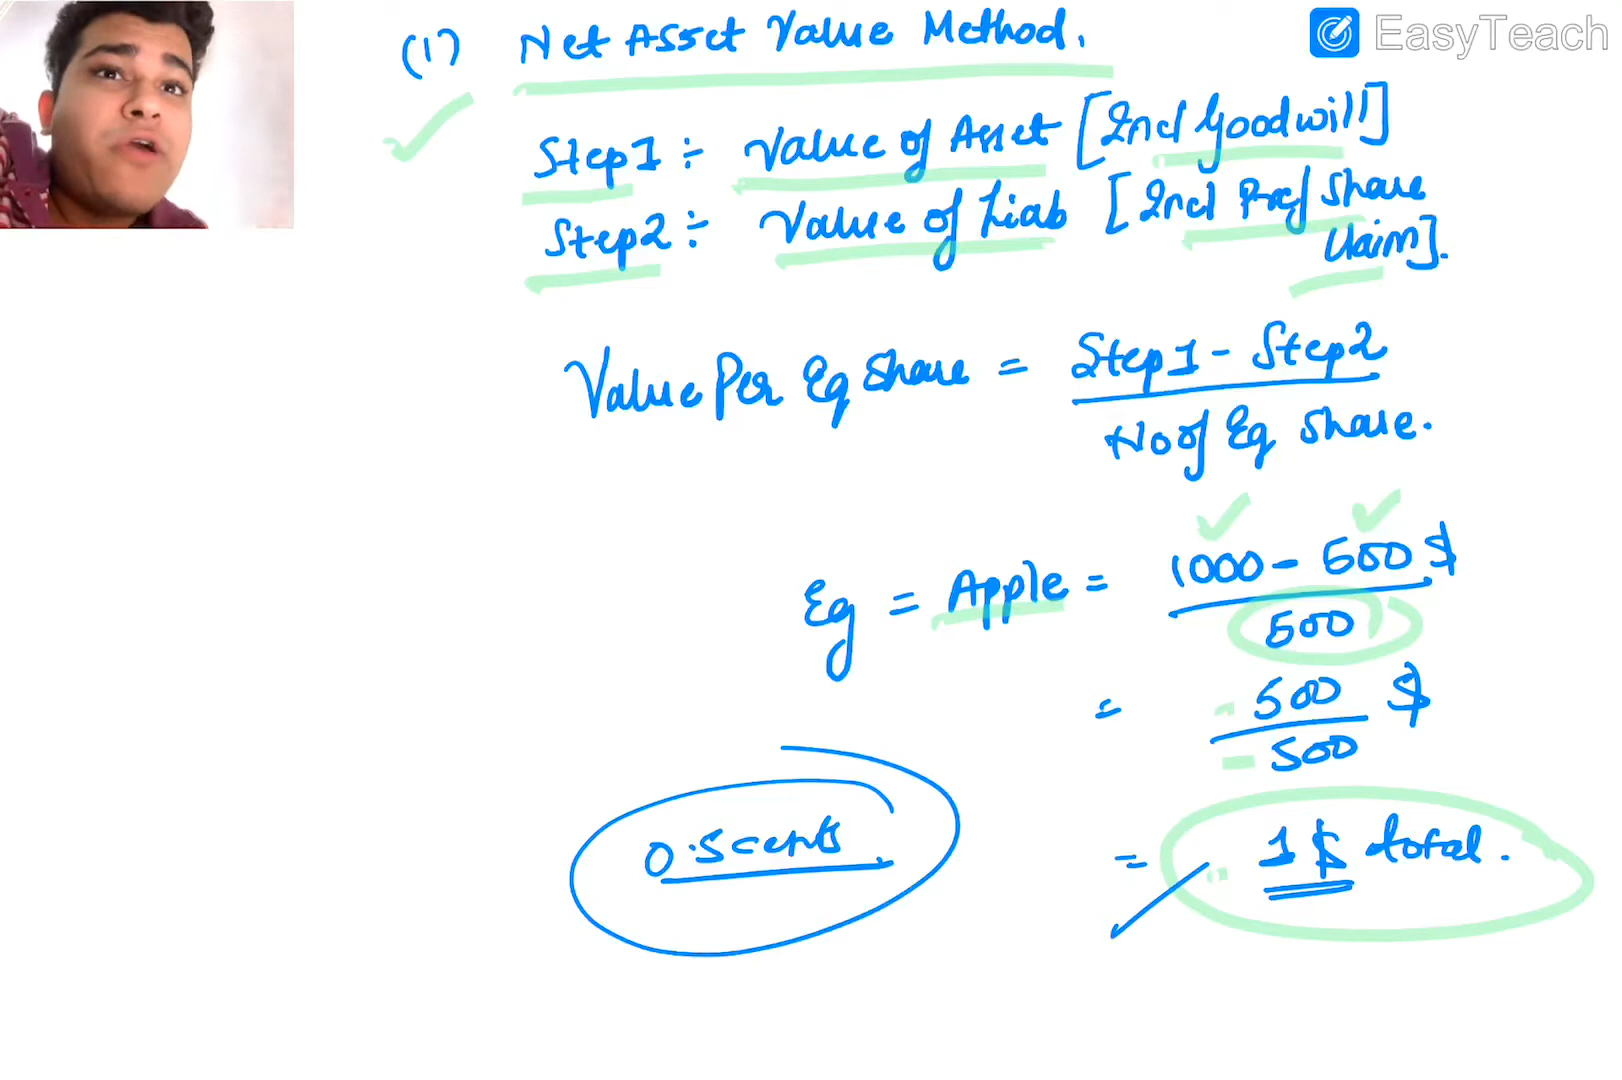 EasyTeach
(1) Net Asset Value Method.
Step1 ÷ Value of Asset [Incl Goodwill]
Step2 ÷ Value of Liab [Incl Pref Share
Claim].
Value Per Eq Share = Step1 - Step2
No of Eq Share.
Eg = Apple = 1000 - 500 $
500
= 500 $
500
0.5 cents
= 1 $ total.